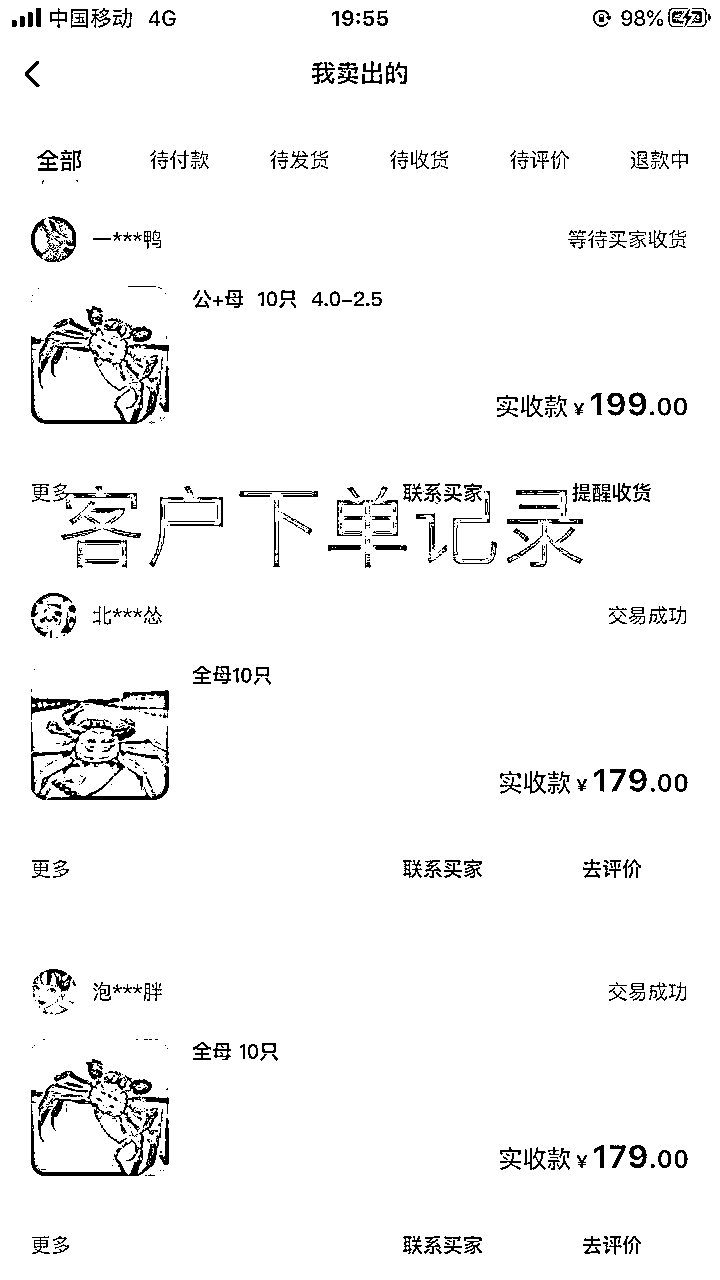 中国移动 4G 19:55 98%
我卖出的
全部 待付款 待发货 待收货 待评价 退款中
一***鸭 等待买家收货
公+母 10只 4.0-2.5
实收款 ¥199.00
更多 联系买家 提醒收货
客户下单记录
北***怂 交易成功
全母10只
实收款 ¥179.00
更多 联系买家 去评价
泡***胖 交易成功
全母 10只
实收款 ¥179.00
更多 联系买家 去评价